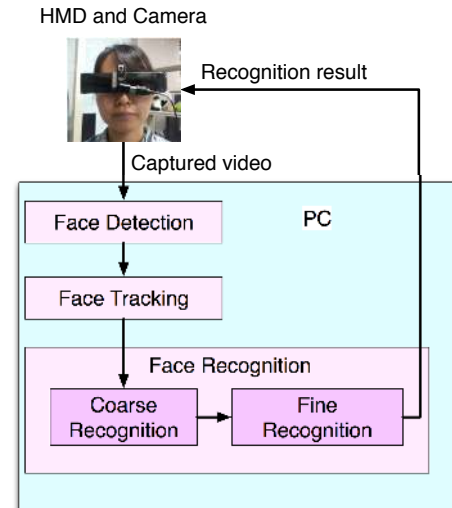 HMD and Camera
Recognition result
Captured video
PC
Face Detection
Face Tracking
Face Recognition
Coarse
Recognition
Fine
Recognition